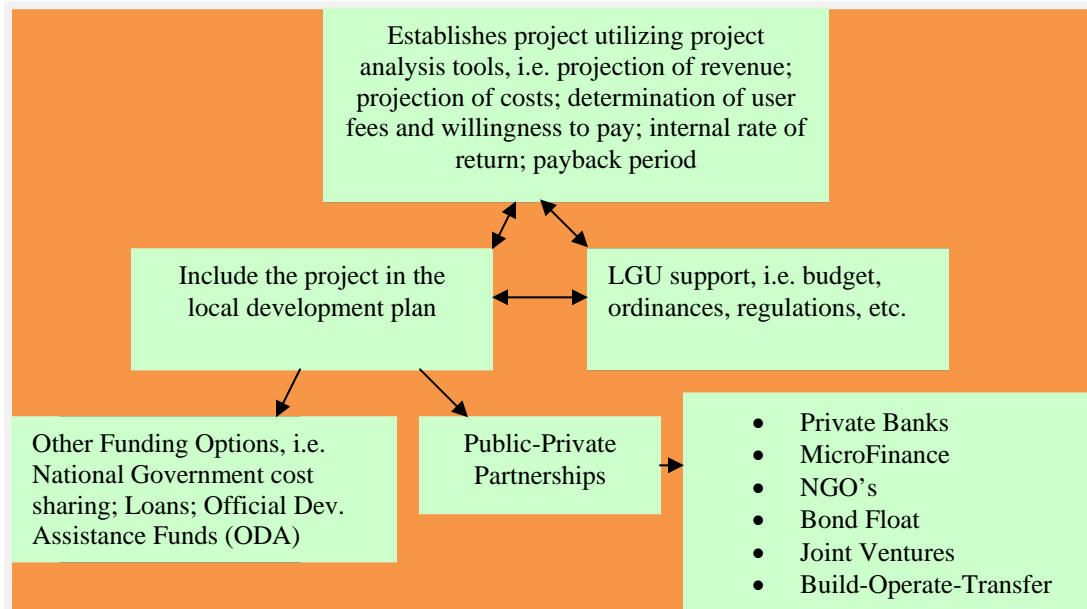 Establishes project utilizing project
analysis tools, i.e. projection of revenue;
projection of costs; determination of user
fees and willingness to pay; internal rate of
return; payback period
Include the project in the
local development plan
LGU support, i.e. budget,
ordinances, regulations, etc.
Other Funding Options, i.e.
National Government cost
sharing; Loans; Official Dev.
Assistance Funds (ODA)
Public-Private
Partnerships
• Private Banks
• MicroFinance
• NGO's
• Bond Float
• Joint Ventures
• Build-Operate-Transfer